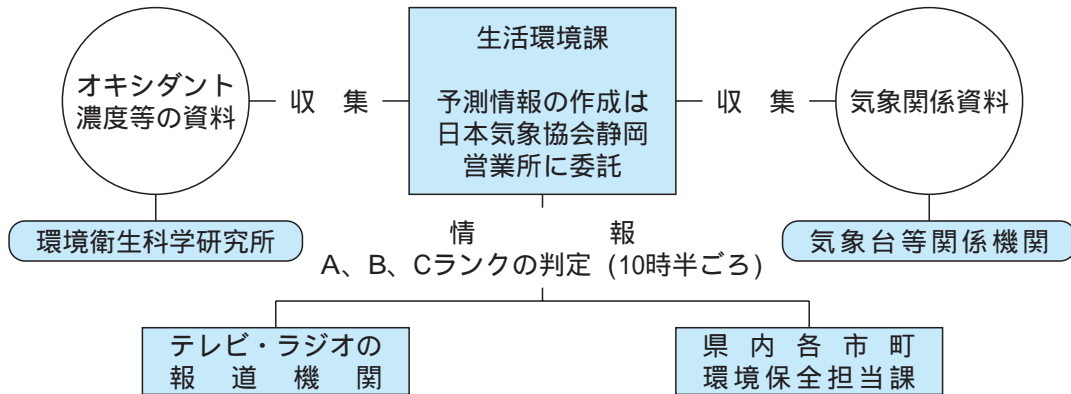 生活環境課
予測情報の作成は
日本気象協会静岡
営業所に委託
オキシダント
濃度等の資料
収集
収集
気象関係資料
環境衛生科学研究所
気象台等関係機関
情報
A、B、Cランクの判定(10時半ごろ)
テレビ・ラジオの
報道機関
県内各市町
環境保全担当課